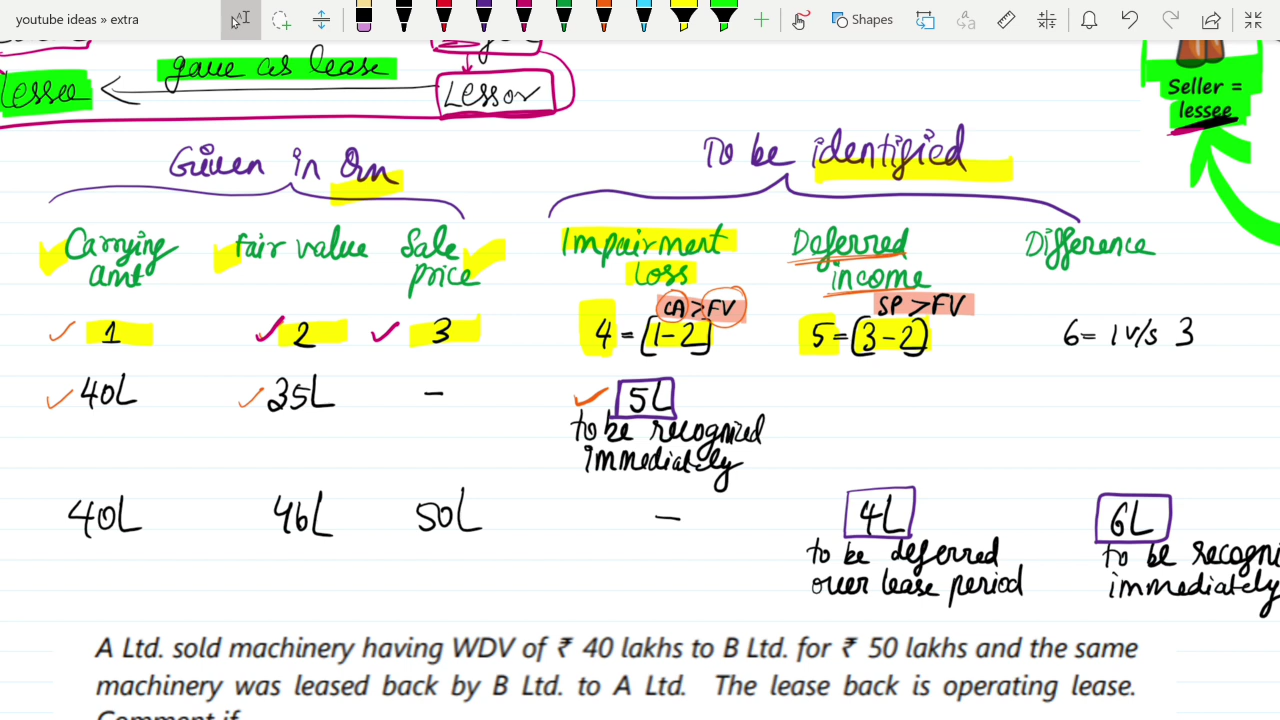 youtube ideas » extra
Shapes
gave as lease
lessee
Lessor
Seller =
lessee
Given in Qn
To be identified
Carrying amt
fair value
Sale price
Impairment loss
Deferred income
Difference
CA > FV
SP > FV
1 2 3 4 = [1-2] 5 = [3-2] 6 = 1 v/s 3
40L 35L - 5L
to be recognized
immediately
40L 46L 50L - 4L 6L
to be deferred
over lease period
to be recogni
immediately
A Ltd. sold machinery having WDV of ₹ 40 lakhs to B Ltd. for ₹ 50 lakhs and the same
machinery was leased back by B Ltd. to A Ltd. The lease back is operating lease.
Comment if